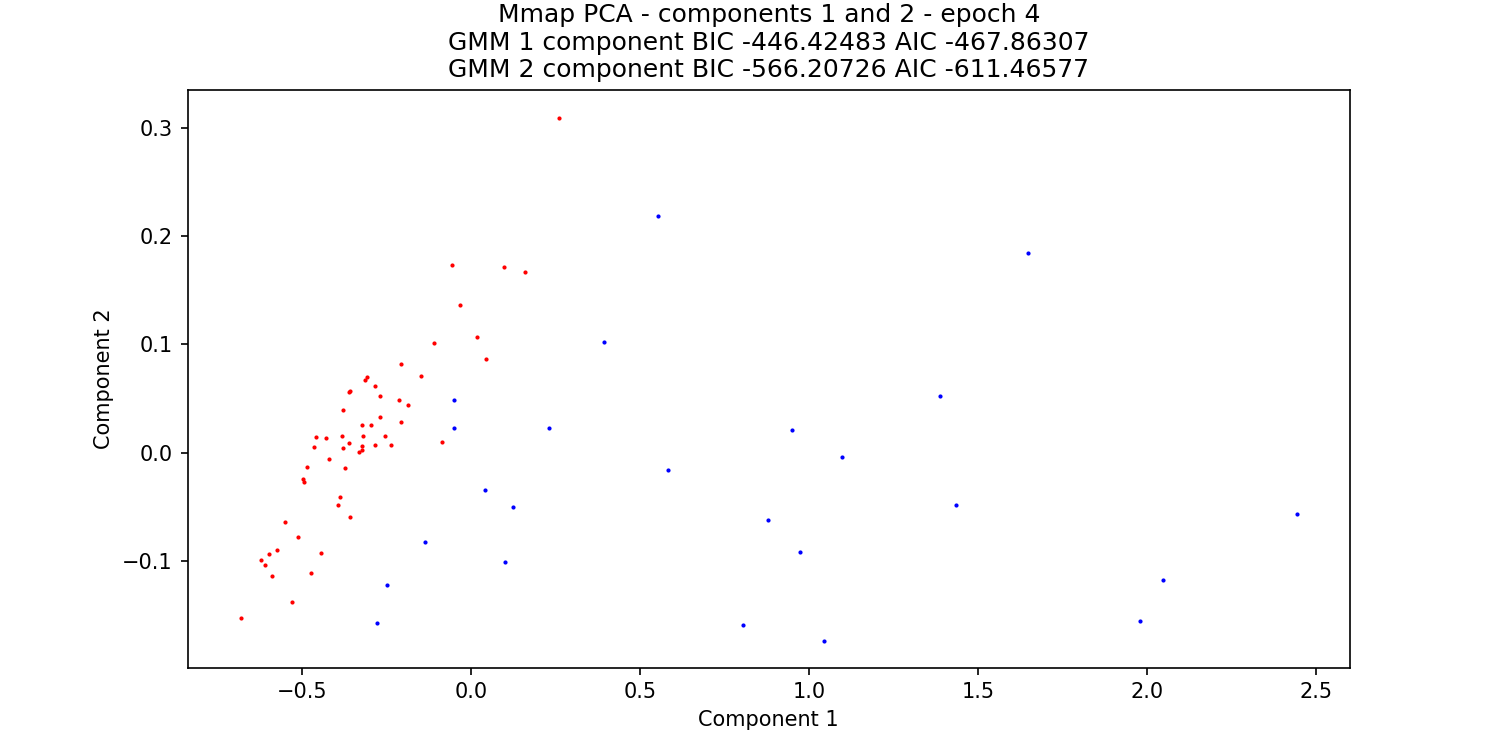 Mmap PCA - components 1 and 2 - epoch 4
GMM 1 component BIC -446.42483 AIC -467.86307
GMM 2 component BIC -566.20726 AIC -611.46577
0.3
0.2
0.1
0.0
−0.1
Component 2
−0.5
0.0
0.5
1.0
1.5
2.0
2.5
Component 1